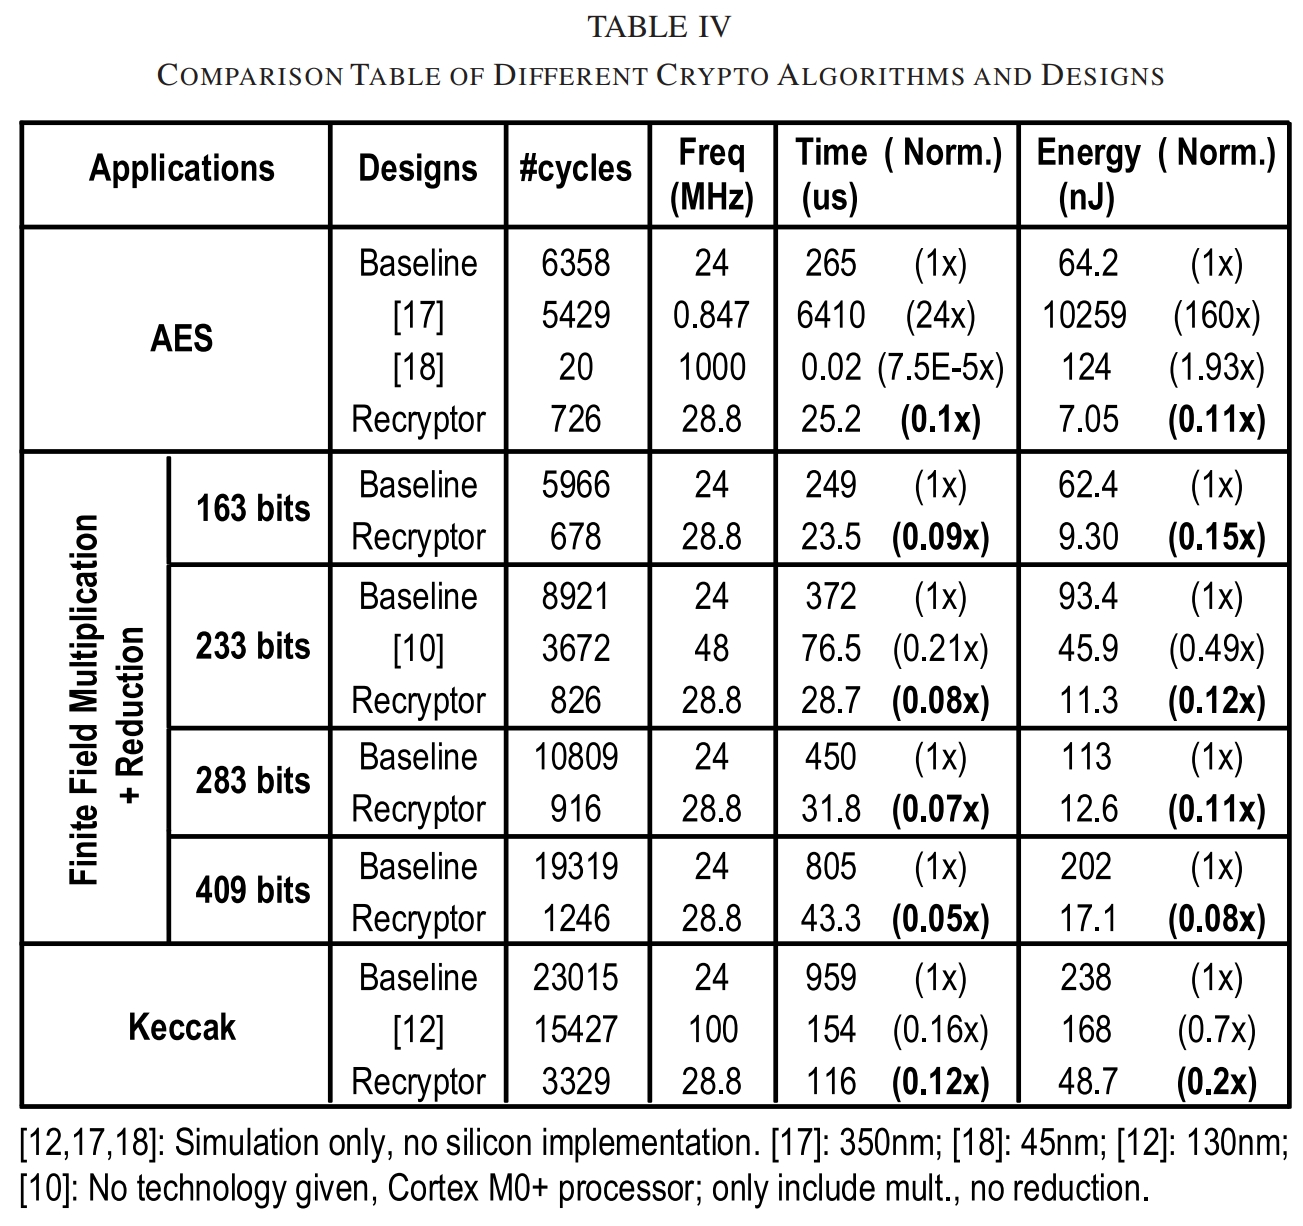 TABLE IV
COMPARISON TABLE OF DIFFERENT CRYPTO ALGORITHMS AND DESIGNS
Applications Designs #cycles Freq (MHz) Time (us) ( Norm.) Energy (nJ) ( Norm.)
AES
Baseline 6358 24 265 (1x) 64.2 (1x)
[17] 5429 0.847 6410 (24x) 10259 (160x)
[18] 20 1000 0.02 (7.5E-5x) 124 (1.93x)
Recryptor 726 28.8 25.2 (0.1x) 7.05 (0.11x)
Finite Field Multiplication
+ Reduction
163 bits
Baseline 5966 24 249 (1x) 62.4 (1x)
Recryptor 678 28.8 23.5 (0.09x) 9.30 (0.15x)
233 bits
Baseline 8921 24 372 (1x) 93.4 (1x)
[10] 3672 48 76.5 (0.21x) 45.9 (0.49x)
Recryptor 826 28.8 28.7 (0.08x) 11.3 (0.12x)
283 bits
Baseline 10809 24 450 (1x) 113 (1x)
Recryptor 916 28.8 31.8 (0.07x) 12.6 (0.11x)
409 bits
Baseline 19319 24 805 (1x) 202 (1x)
Recryptor 1246 28.8 43.3 (0.05x) 17.1 (0.08x)
Keccak
Baseline 23015 24 959 (1x) 238 (1x)
[12] 15427 100 154 (0.16x) 168 (0.7x)
Recryptor 3329 28.8 116 (0.12x) 48.7 (0.2x)
[12,17,18]: Simulation only, no silicon implementation. [17]: 350nm; [18]: 45nm; [12]: 130nm;
[10]: No technology given, Cortex M0+ processor; only include mult., no reduction.